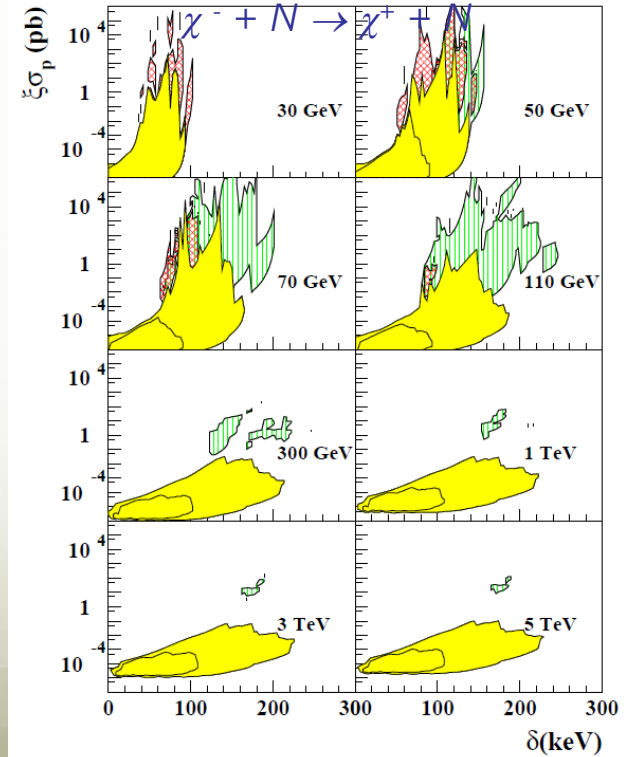 χ⁻ + N → χ⁺ + N
ξσₚ (pb)
10⁴
1
10⁻⁴
30 GeV
50 GeV
10⁴
1
10⁻⁴
70 GeV
110 GeV
10⁴
1
10⁻⁴
300 GeV
1 TeV
10⁴
1
10⁻⁴
3 TeV
5 TeV
0 100 200 300 100 200 300
δ(keV)